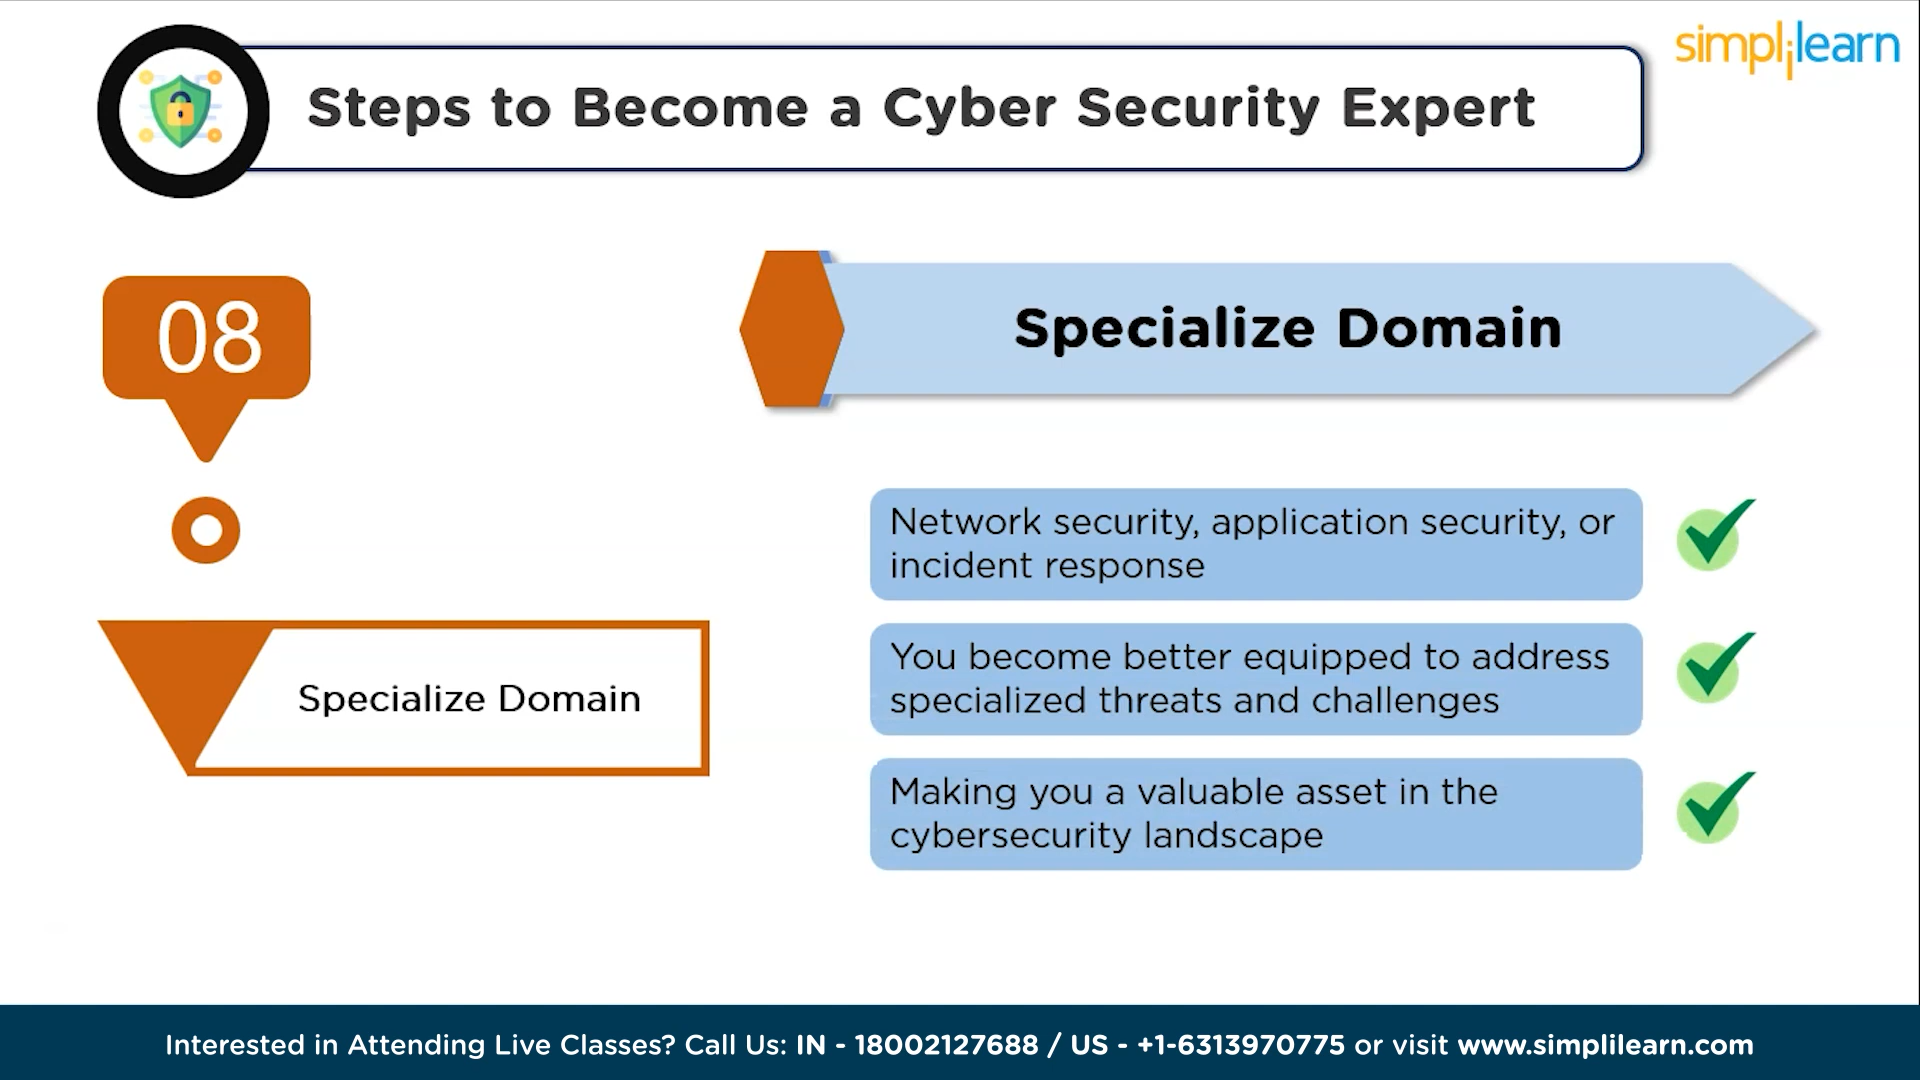 simplilearn
Steps to Become a Cyber Security Expert
08
Specialize Domain
Specialize Domain
Network security, application security, or
incident response
You become better equipped to address
specialized threats and challenges
Making you a valuable asset in the
cybersecurity landscape
Interested in Attending Live Classes? Call Us: IN - 18002127688 / US - +1-6313970775 or visit www.simplilearn.com